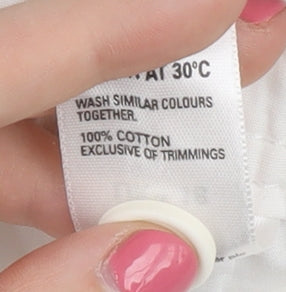 AT 30°C
WASH SIMILAR COLOURS
TOGETHER.
100% COTTON
EXCLUSIVE OF TRIMMINGS